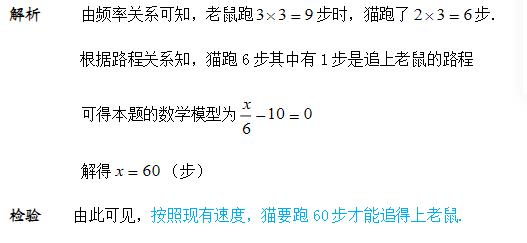 解析 由频率关系可知，老鼠跑3×3=9步时，猫跑了2×3=6步.
根据路程关系知，猫跑6步其中有1步是追上老鼠的路程
可得本题的数学模型为x/6−10=0
解得x=60（步）
检验 由此可见，按照现有速度，猫要跑60步才能追得上老鼠.